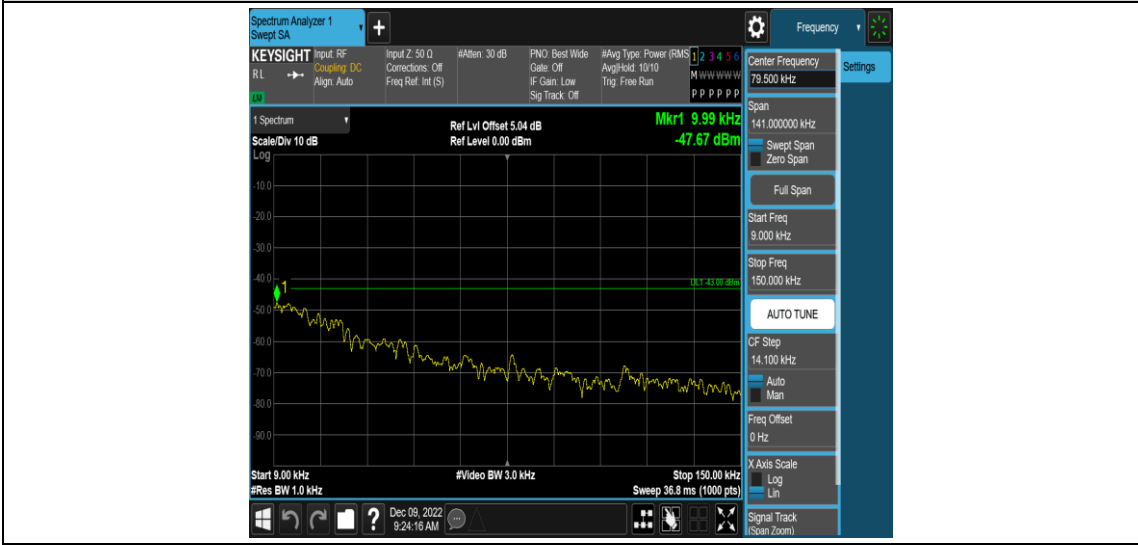 Spectrum Analyzer 1
Swept SA
+
Frequency
KEYSIGHT
RL
LM
Input: RF
Coupling: DC
Align: Auto
Input Z: 50 Ω
Corrections: Off
Freq Ref: Int (S)
#Atten: 30 dB
PNO: Best Wide
Gate: Off
IF Gain: Low
Sig Track: Off
#Avg Type: Power (RMS
Avg|Hold: 10/10
Trig: Free Run
1 2 3 4 5 6
M W W W W W
P P P P P P
1 Spectrum
Scale/Div 10 dB
Ref Lvl Offset 5.04 dB
Ref Level 0.00 dBm
Mkr1 9.99 kHz
-47.67 dBm
Log
-10.0
-20.0
-30.0
-40.0
-50.0
-60.0
-70.0
-80.0
-90.0
1
DL1 -43.00 dBm
Start 9.00 kHz
#Res BW 1.0 kHz
#Video BW 3.0 kHz
Stop 150.00 kHz
Sweep 36.8 ms (1000 pts)
?
Dec 09, 2022
9:24:16 AM
Center Frequency
79.500 kHz
Settings
Span
141.000000 kHz
Swept Span
Zero Span
Full Span
Start Freq
9.000 kHz
Stop Freq
150.000 kHz
AUTO TUNE
CF Step
14.100 kHz
Auto
Man
Freq Offset
0 Hz
X Axis Scale
Log
Lin
Signal Track
(Span Zoom)